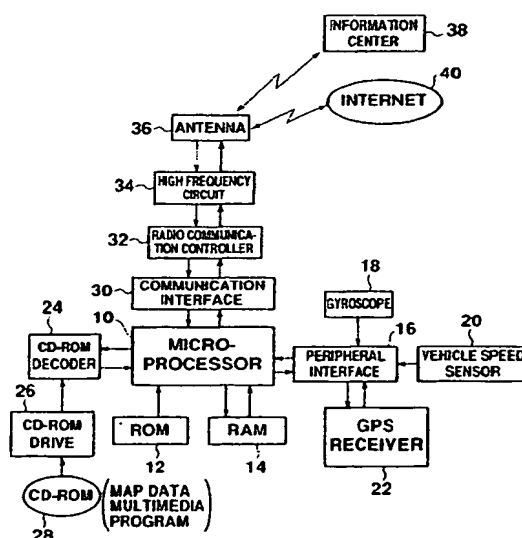 INFORMATION
CENTER
38
40
INTERNET
36
ANTENNA
34
HIGH FREQUENCY
CIRCUIT
32
RADIO COMMUNICA-
TION CONTROLLER
30
COMMUNICATION
INTERFACE
18
GYROSCOPE
24
10
16
20
CD-ROM
DECODER
MICRO-
PROCESSOR
PERIPHERAL
INTERFACE
VEHICLE SPEED
SENSOR
26
CD-ROM
DRIVE
ROM
RAM
GPS
RECEIVER
12
14
22
CD-ROM
(MAP DATA
MULTIMEDIA
PROGRAM)
28